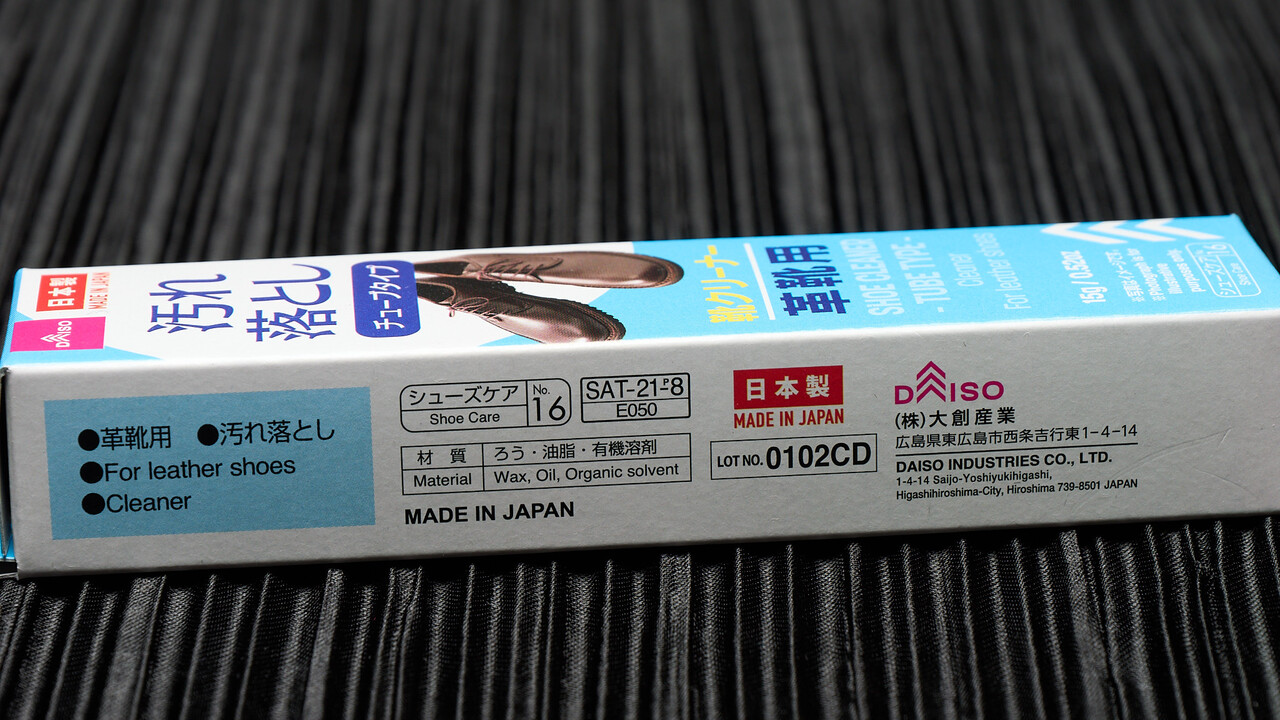 日本製
MADE IN JAPAN
DAISO
汚れ
落とし
チューブタイプ
靴クリーナー
革靴用
SHOE CLEANER
- TUBE TYPE -
Cleaner
For leather shoes
15g / 0.52oz
●革靴用 ●汚れ落とし
●For leather shoes
●Cleaner
シューズケア
Shoe Care
No.
16
SAT-21-P-8
E050
材質 ろう・油脂・有機溶剤
Material Wax, Oil, Organic solvent
MADE IN JAPAN
日本製
MADE IN JAPAN
LOT NO. 0102CD
DAISO
(株)大創産業
広島県東広島市西条吉行東1-4-14
DAISO INDUSTRIES CO., LTD.
1-4-14 Saijo-Yoshiyukihigashi,
Higashihiroshima-City, Hiroshima 739-8501 JAPAN